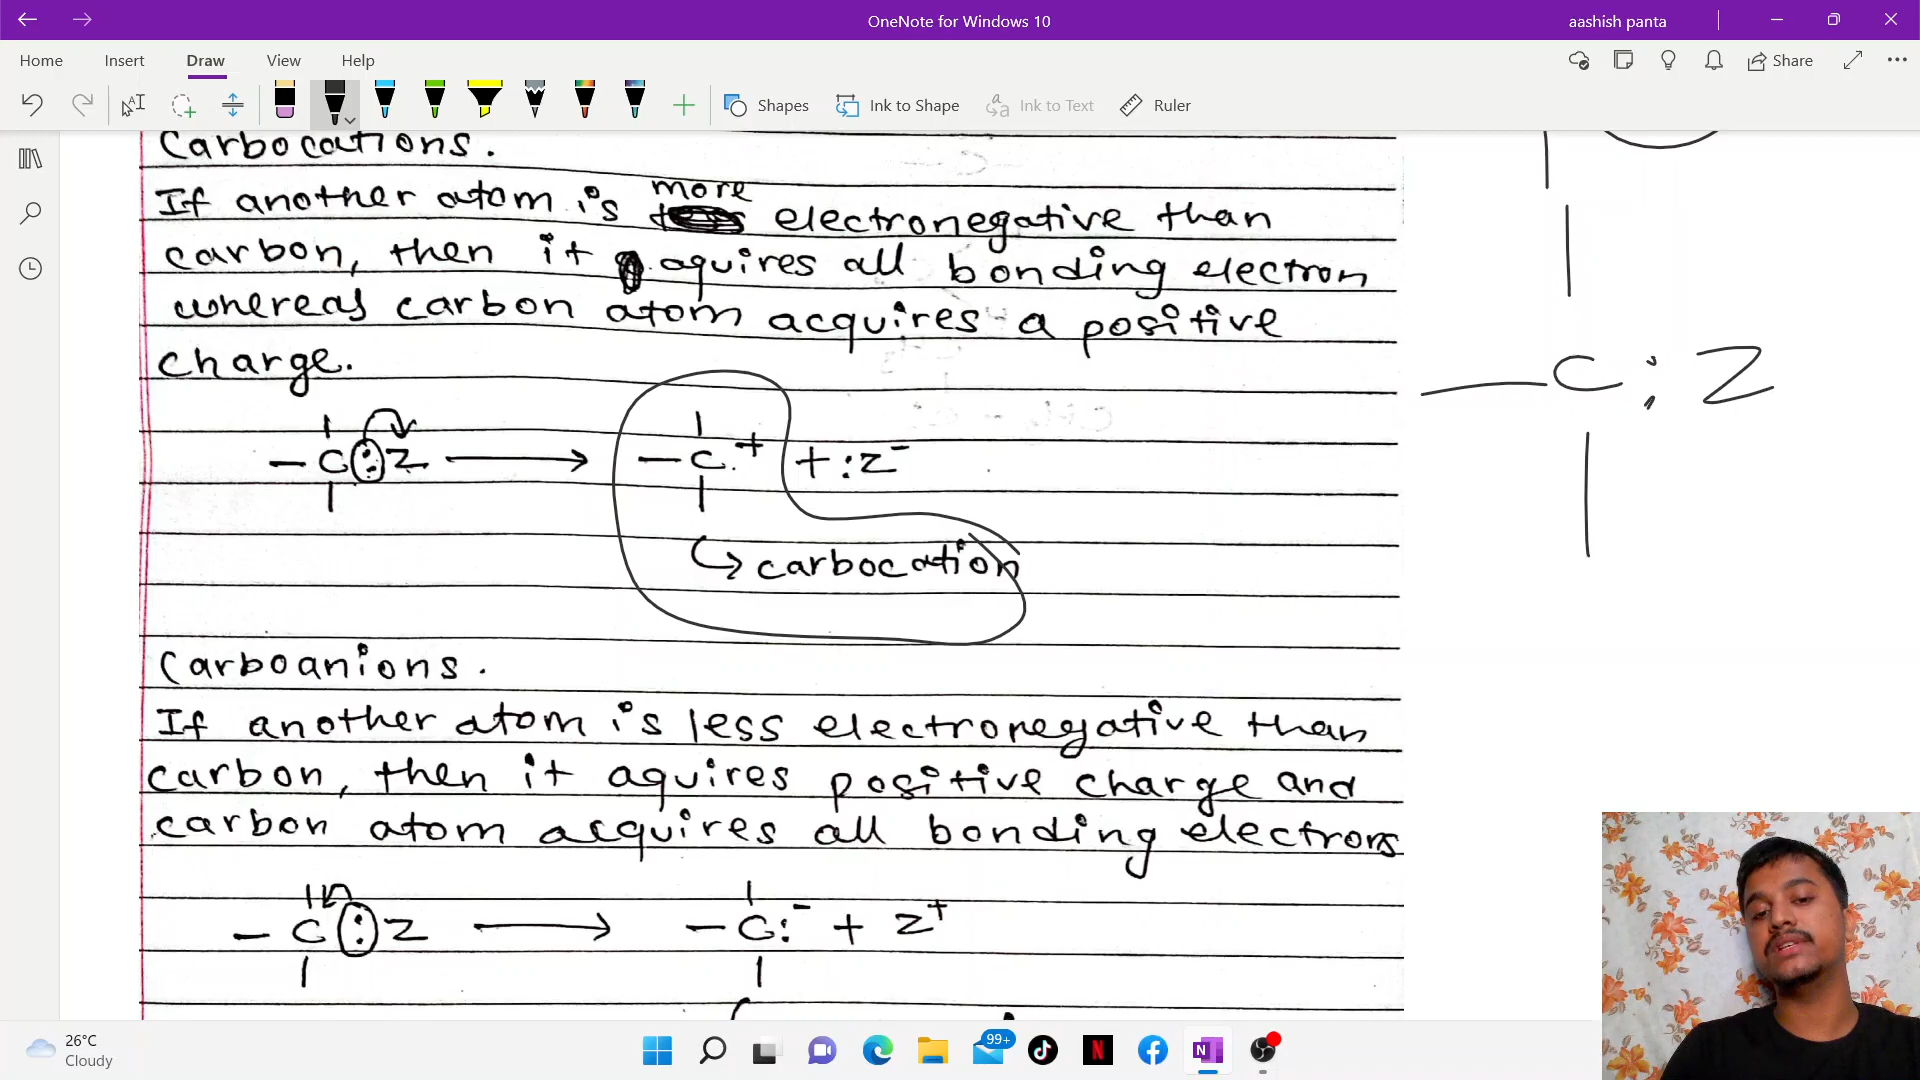 OneNote for Windows 10
aashish panta
Home Insert Draw View Help
Share
Shapes Ink to Shape Ink to Text Ruler
Carbocations.
more
If another atom is electronegative than
carbon, then it aquires all bonding electron
whereas carbon atom acquires a positive
charge.
– C : Z → – C + + : Z -
carbocation
– C : Z
Carboanions.
If another atom is less electronegative than
carbon, then it aquires positive charge and
carbon atom acquires all bonding electrons
– C : Z → – C : - + Z +
26°C
Cloudy
99+